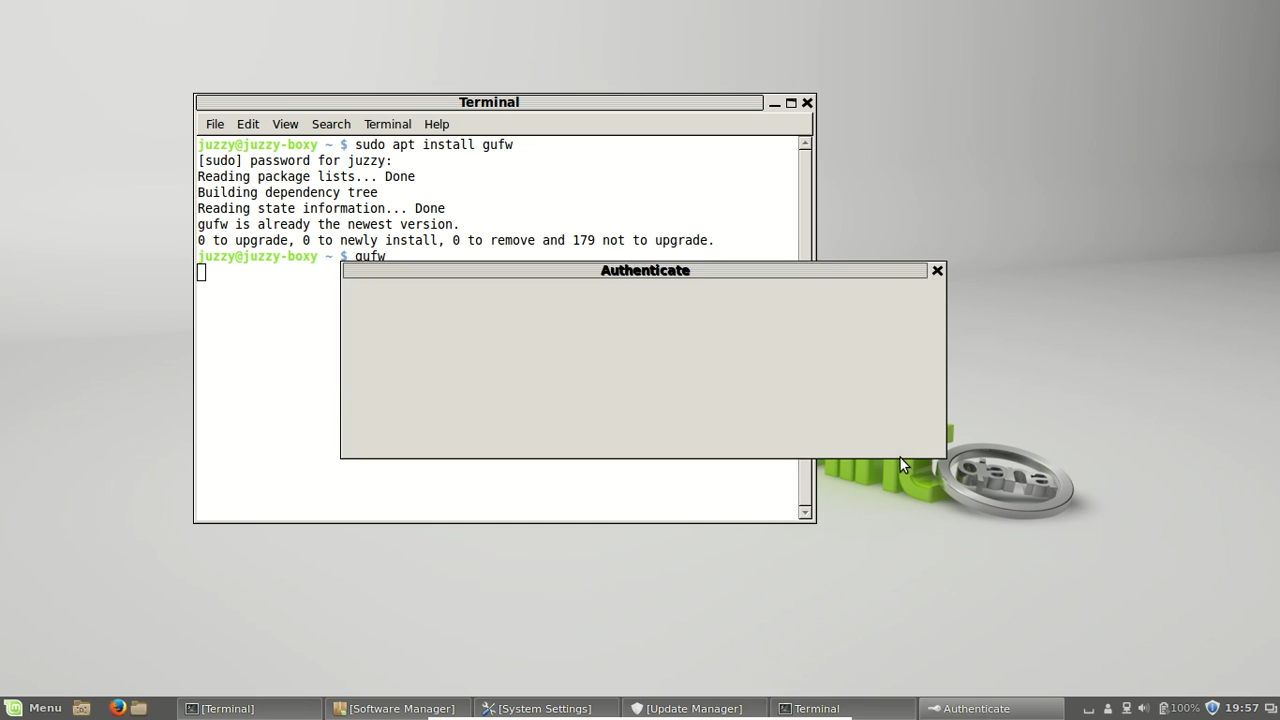 Terminal
File Edit View Search Terminal Help
juzzy@juzzy-boxy ~ $ sudo apt install gufw
[sudo] password for juzzy:
Reading package lists... Done
Building dependency tree
Reading state information... Done
gufw is already the newest version.
0 to upgrade, 0 to newly install, 0 to remove and 179 not to upgrade.
juzzy@juzzy-boxy ~ $ gufw
Authenticate
Menu [Terminal] [Software Manager] [System Settings] [Update Manager] Terminal Authenticate 100% 19:57